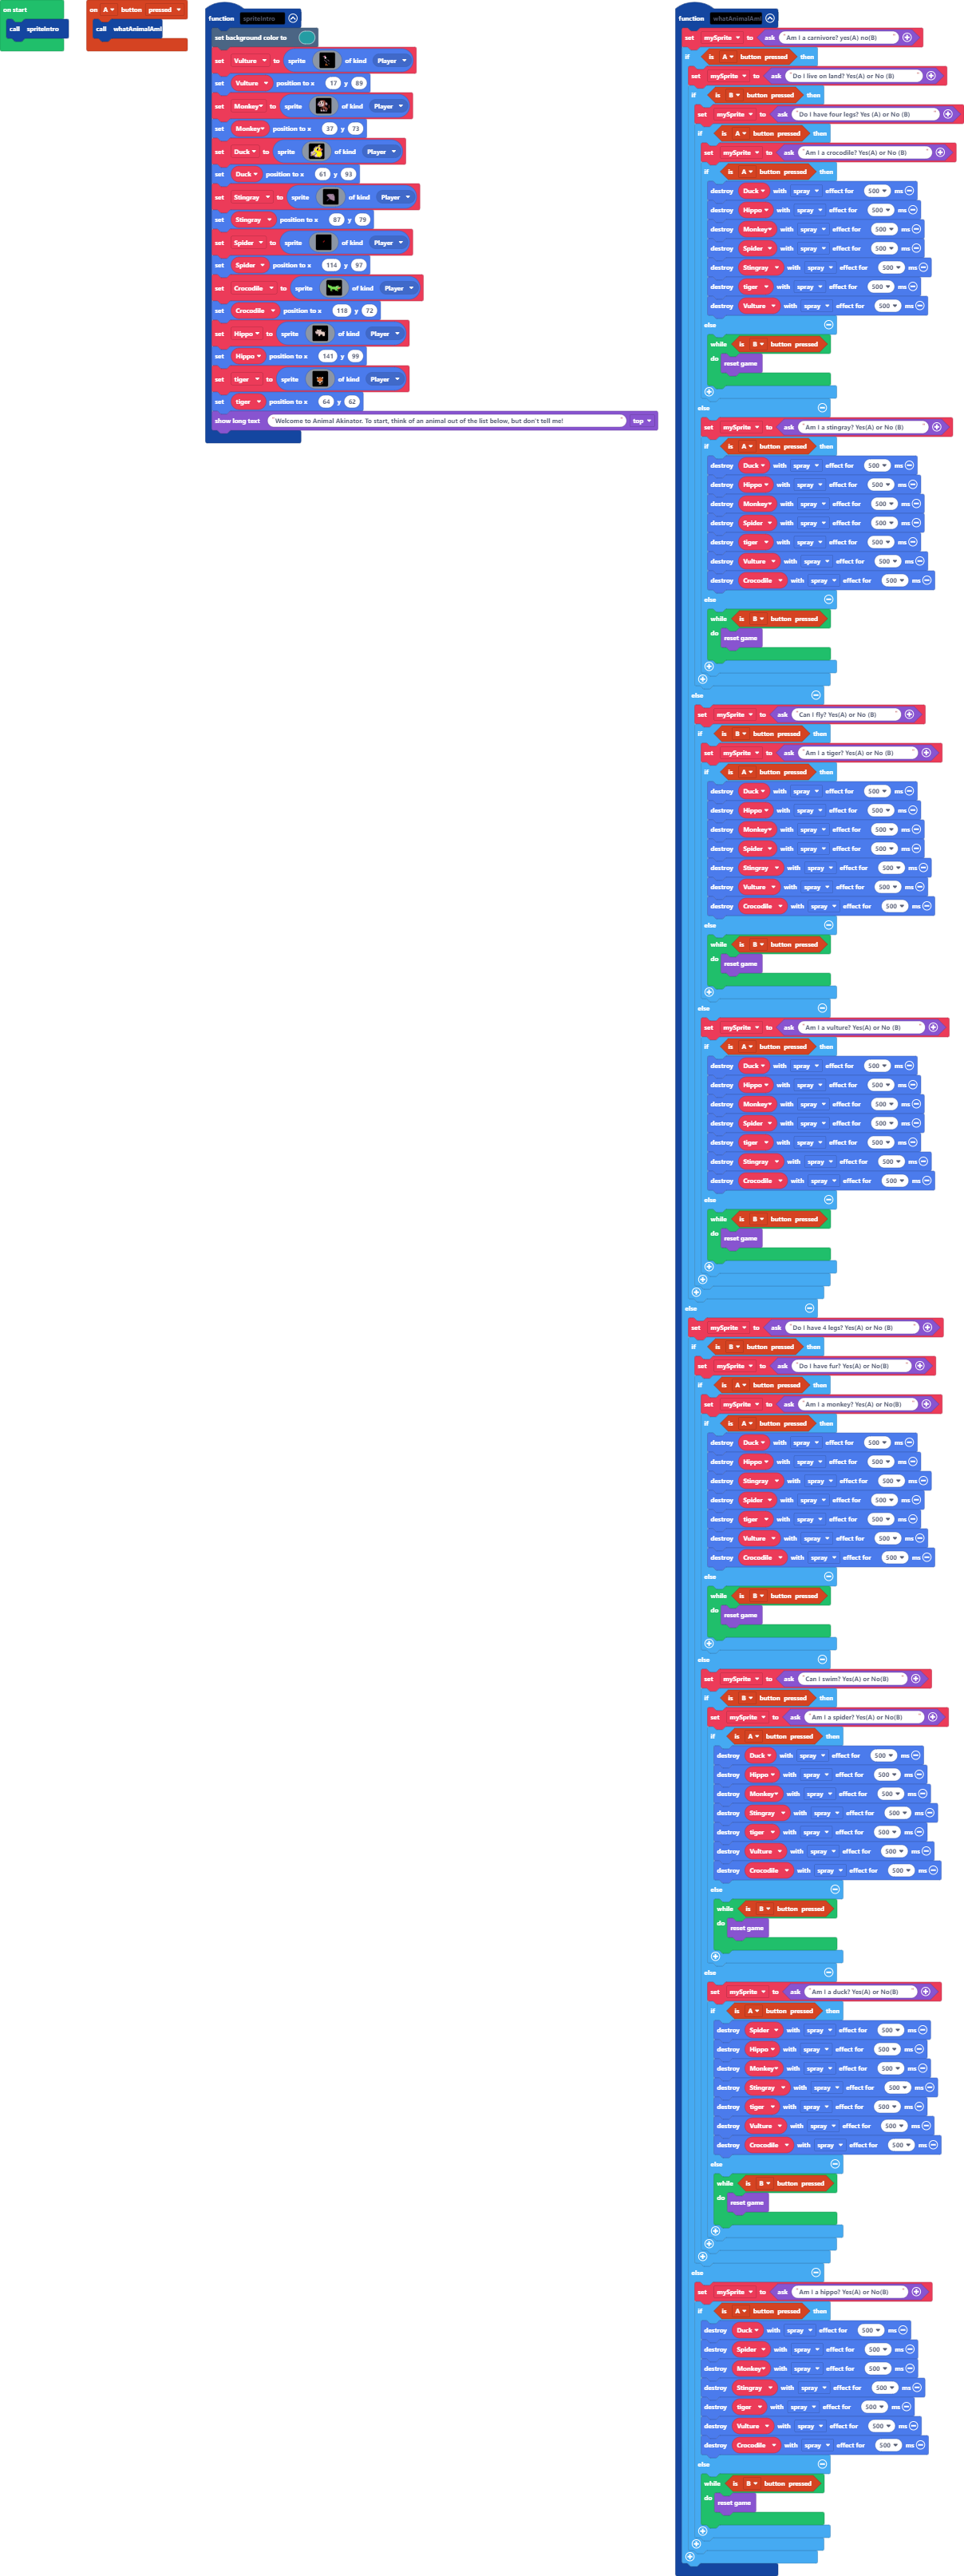 on start
call spriteIntro
on A button pressed
call whatAnimalAmI
function spriteIntro
set background color to
set Vulture to sprite of kind Player
set Vulture position to x 17 y 89
set Monkey to sprite of kind Player
set Monkey position to x 37 y 73
set Duck to sprite of kind Player
set Duck position to x 61 y 93
set Stingray to sprite of kind Player
set Stingray position to x 87 y 79
set Spider to sprite of kind Player
set Spider position to x 114 y 97
set Crocodile to sprite of kind Player
set Crocodile position to x 118 y 72
set Hippo to sprite of kind Player
set Hippo position to x 141 y 99
set tiger to sprite of kind Player
set tiger position to x 64 y 62
show long text "Welcome to Animal Akinator. To start, think of an animal out of the list below, but don't tell me!" top
function whatAnimalAmI
set mySprite to ask "Am I a carnivore? yes(A) no(B)"
if is A button pressed then
set mySprite to ask "Do I live on land? Yes(A) or No (B)"
if is B button pressed then
set mySprite to ask "Do I have four legs? Yes (A) or No (B)"
if is A button pressed then
set mySprite to ask "Am I a crocodile? Yes(A) or No (B)"
if is A button pressed then
destroy Duck with spray effect for 500 ms
destroy Hippo with spray effect for 500 ms
destroy Monkey with spray effect for 500 ms
destroy Spider with spray effect for 500 ms
destroy Stingray with spray effect for 500 ms
destroy tiger with spray effect for 500 ms
destroy Vulture with spray effect for 500 ms
else
while is B button pressed
do reset game
else
set mySprite to ask "Am I a stingray? Yes(A) or No (B)"
if is A button pressed then
destroy Duck with spray effect for 500 ms
destroy Hippo with spray effect for 500 ms
destroy Monkey with spray effect for 500 ms
destroy Spider with spray effect for 500 ms
destroy tiger with spray effect for 500 ms
destroy Vulture with spray effect for 500 ms
destroy Crocodile with spray effect for 500 ms
else
while is B button pressed
do reset game
else
set mySprite to ask "Can I fly? Yes(A) or No (B)"
if is B button pressed then
set mySprite to ask "Am I a tiger? Yes(A) or No (B)"
if is A button pressed then
destroy Duck with spray effect for 500 ms
destroy Hippo with spray effect for 500 ms
destroy Monkey with spray effect for 500 ms
destroy Spider with spray effect for 500 ms
destroy Stingray with spray effect for 500 ms
destroy Vulture with spray effect for 500 ms
destroy Crocodile with spray effect for 500 ms
else
while is B button pressed
do reset game
else
set mySprite to ask "Am I a vulture? Yes(A) or No (B)"
if is A button pressed then
destroy Duck with spray effect for 500 ms
destroy Hippo with spray effect for 500 ms
destroy Monkey with spray effect for 500 ms
destroy Spider with spray effect for 500 ms
destroy tiger with spray effect for 500 ms
destroy Stingray with spray effect for 500 ms
destroy Crocodile with spray effect for 500 ms
else
while is B button pressed
do reset game
else
set mySprite to ask "Do I have 4 legs? Yes(A) or No (B)"
if is B button pressed then
set mySprite to ask "Do I have fur? Yes(A) or No(B)"
if is A button pressed then
set mySprite to ask "Am I a monkey? Yes(A) or No(B)"
if is A button pressed then
destroy Duck with spray effect for 500 ms
destroy Hippo with spray effect for 500 ms
destroy Stingray with spray effect for 500 ms
destroy Spider with spray effect for 500 ms
destroy tiger with spray effect for 500 ms
destroy Vulture with spray effect for 500 ms
destroy Crocodile with spray effect for 500 ms
else
while is B button pressed
do reset game
else
set mySprite to ask "Can I swim? Yes(A) or No(B)"
if is B button pressed then
set mySprite to ask "Am I a spider? Yes(A) or No(B)"
if is A button pressed then
destroy Duck with spray effect for 500 ms
destroy Hippo with spray effect for 500 ms
destroy Monkey with spray effect for 500 ms
destroy Stingray with spray effect for 500 ms
destroy tiger with spray effect for 500 ms
destroy Vulture with spray effect for 500 ms
destroy Crocodile with spray effect for 500 ms
else
while is B button pressed
do reset game
else
set mySprite to ask "Am I a duck? Yes(A) or No(B)"
if is A button pressed then
destroy Spider with spray effect for 500 ms
destroy Hippo with spray effect for 500 ms
destroy Monkey with spray effect for 500 ms
destroy Stingray with spray effect for 500 ms
destroy tiger with spray effect for 500 ms
destroy Vulture with spray effect for 500 ms
destroy Crocodile with spray effect for 500 ms
else
while is B button pressed
do reset game
else
set mySprite to ask "Am I a hippo? Yes(A) or No(B)"
if is A button pressed then
destroy Duck with spray effect for 500 ms
destroy Spider with spray effect for 500 ms
destroy Monkey with spray effect for 500 ms
destroy Stingray with spray effect for 500 ms
destroy tiger with spray effect for 500 ms
destroy Vulture with spray effect for 500 ms
destroy Crocodile with spray effect for 500 ms
else
while is B button pressed
do reset game